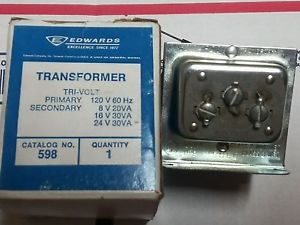 E EDWARDS
EXCELLENCE SINCE 1872
TRANSFORMER
TRI-VOLT
PRIMARY 120 V 60 Hz
SECONDARY 8 V 20VA
16 V 30VA
24 V 30VA
CATALOG NO. QUANTITY
598 1